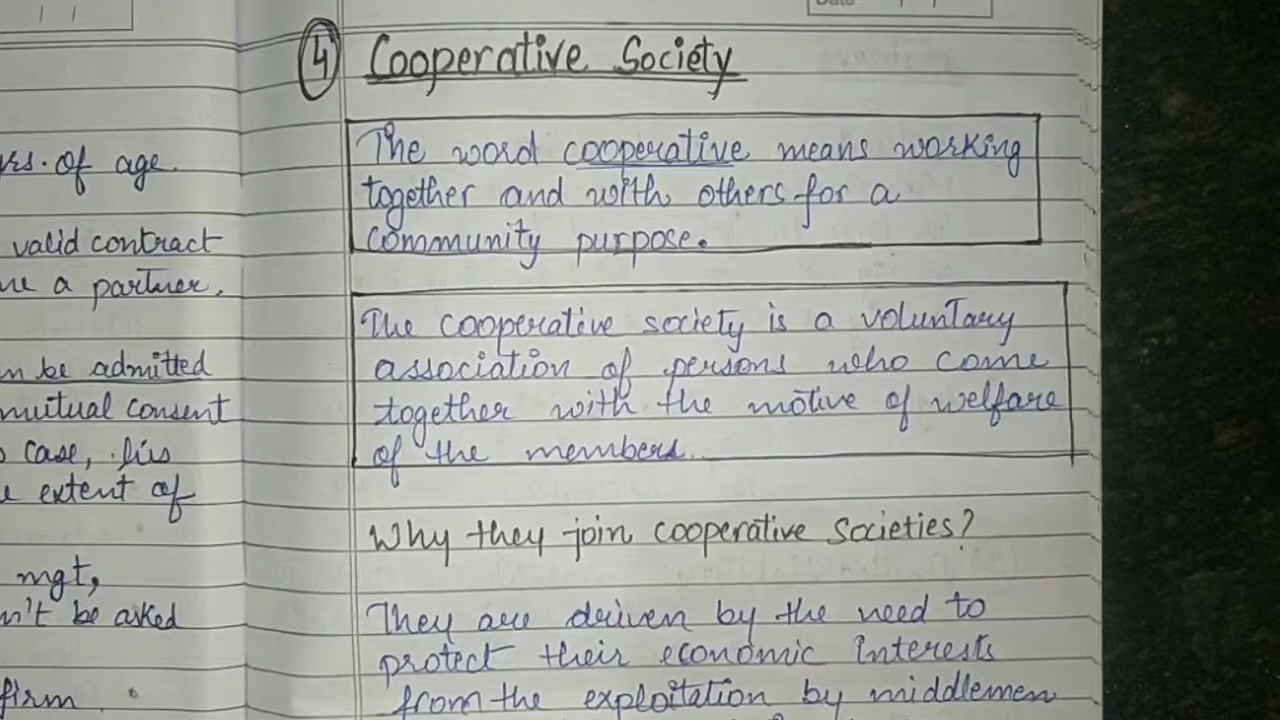 Date
yrs. of age.
valid contract
a partner.
be admitted
mutual consent
case, his
extent of
mgt,
n't be asked
firm.
4 Cooperative Society
The word cooperative means working
together and with others for a
community purpose.
The cooperative society is a voluntary
association of persons who come
together with the motive of welfare
of the members.
Why they join cooperative societies?
They are driven by the need to
protect their economic interests
from the exploitation by middlemen